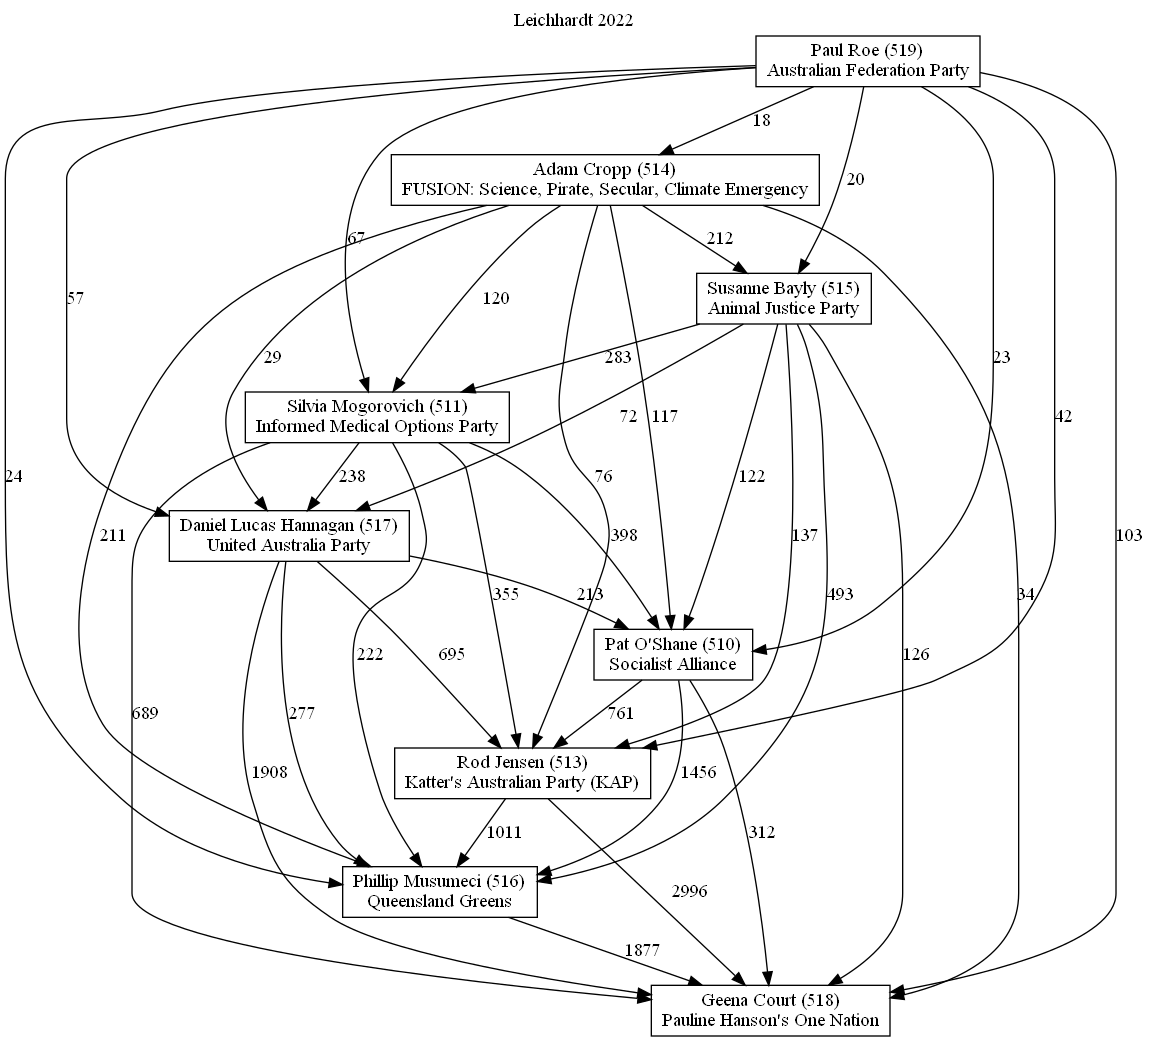 Leichhardt 2022
Paul Roe (519)
Australian Federation Party
18
Adam Cropp (514)
FUSION: Science, Pirate, Secular, Climate Emergency
20
67
212
Susanne Bayly (515)
Animal Justice Party
57
120
29
283
23
Silvia Mogorovich (511)
Informed Medical Options Party
72
117
42
24
238
76
122
Daniel Lucas Hannagan (517)
United Australia Party
211
398
137
103
355
213
493
34
Pat O'Shane (510)
Socialist Alliance
222
695
126
689
277
761
Rod Jensen (513)
Katter's Australian Party (KAP)
1908
1456
1011
312
Phillip Musumeci (516)
Queensland Greens
2996
1877
Geena Court (518)
Pauline Hanson's One Nation